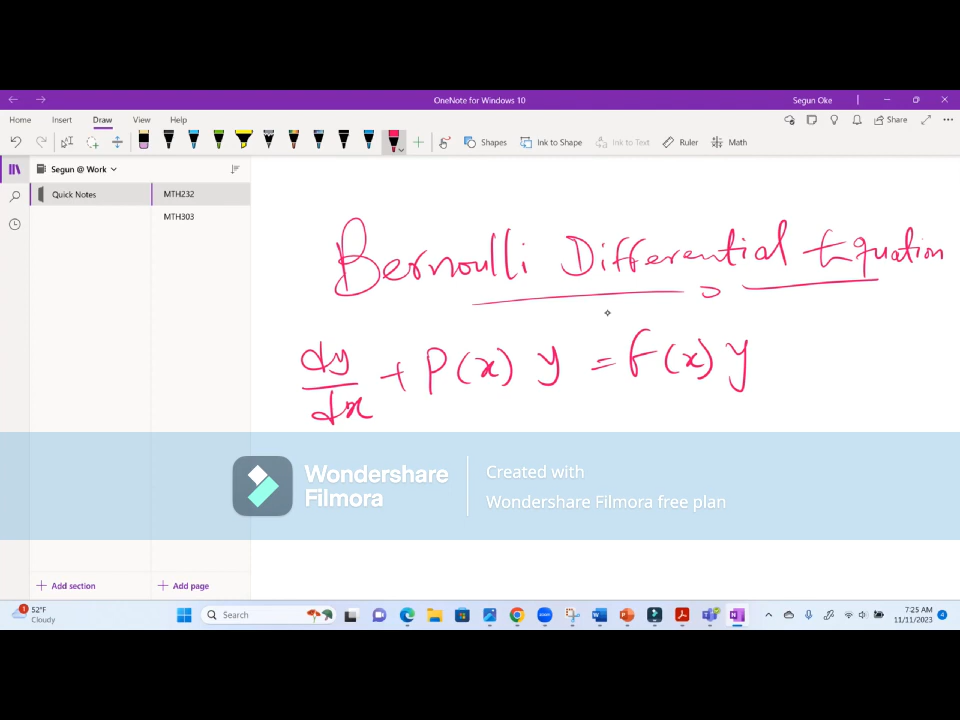 OneNote for Windows 10
Segun Oke
Home Insert Draw View Help
Share
Shapes Ink to Shape Ink to Text Ruler Math
Segun @ Work
Quick Notes
MTH232
MTH303
Bernoulli Differential Equation
dy/dx + P(x) y = F(x) y
Wondershare
Filmora
Created with
Wondershare Filmora free plan
+ Add section
+ Add page
1
52°F
Cloudy
Search
7:25 AM
11/11/2023
4